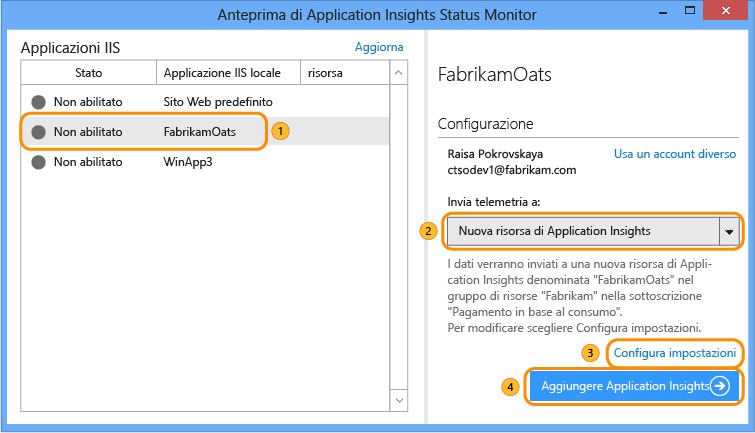 Anteprima di Application Insights Status Monitor
Applicazioni IIS
Aggiorna
Stato Applicazione IIS locale risorsa
Non abilitato Sito Web predefinito
Non abilitato FabrikamOats
1
Non abilitato WinApp3
FabrikamOats
Configurazione
Raisa Pokrovskaya
Usa un account diverso
ctsodev1@fabrikam.com
Invia telemetria a:
2
Nuova risorsa di Application Insights
I dati verranno inviati a una nuova risorsa di Appli-
cation Insights denominata "FabrikamOats" nel
gruppo di risorse "Fabrikam" nella sottoscrizione
"Pagamento in base al consumo".
Per modificare scegliere Configura impostazioni.
3
Configura impostazioni
4
Aggiungere Application Insights